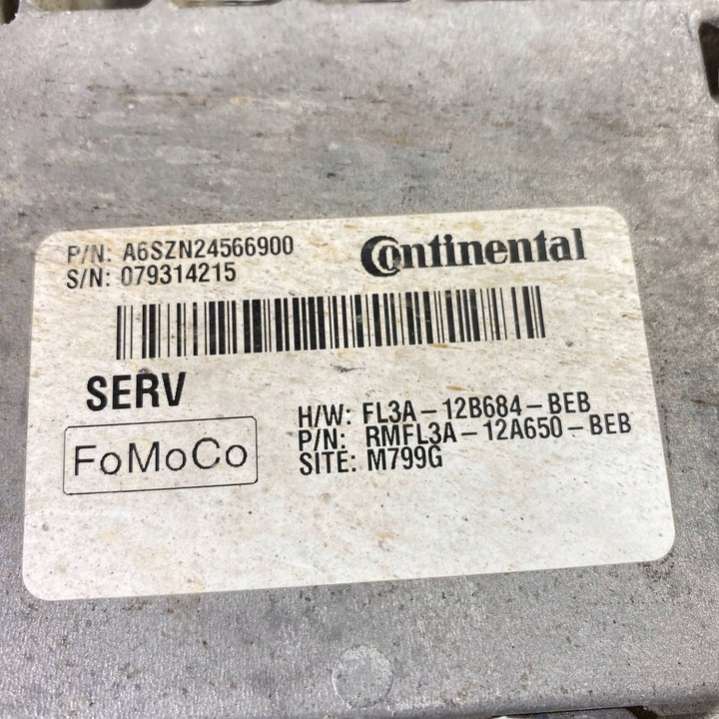 P/N: A6SZN24566900
S/N: 079314215
Continental
SERV
FoMoCo
H/W: FL3A-12B684-BEB
P/N: RMFL3A-12A650-BEB
SITE: M799G